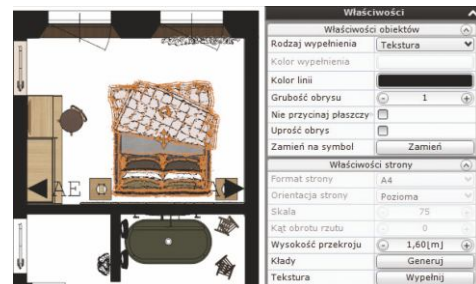 Właściwości
Właściwości obiektów
Rodzaj wypełnienia Tekstura
Kolor wypełnienia
Kolor linii
Grubość obrysu 1
Nie przycinaj płaszczy
Uprość obrys
Zamień na symbol Zamień
Właściwości strony
Format strony A4
Orientacja strony Pozioma
Skala 75
Kąt obrotu rzutu 0
Wysokość przekroju 1,60[m]
Kłady Generuj
Tekstura Wypełnij
AE